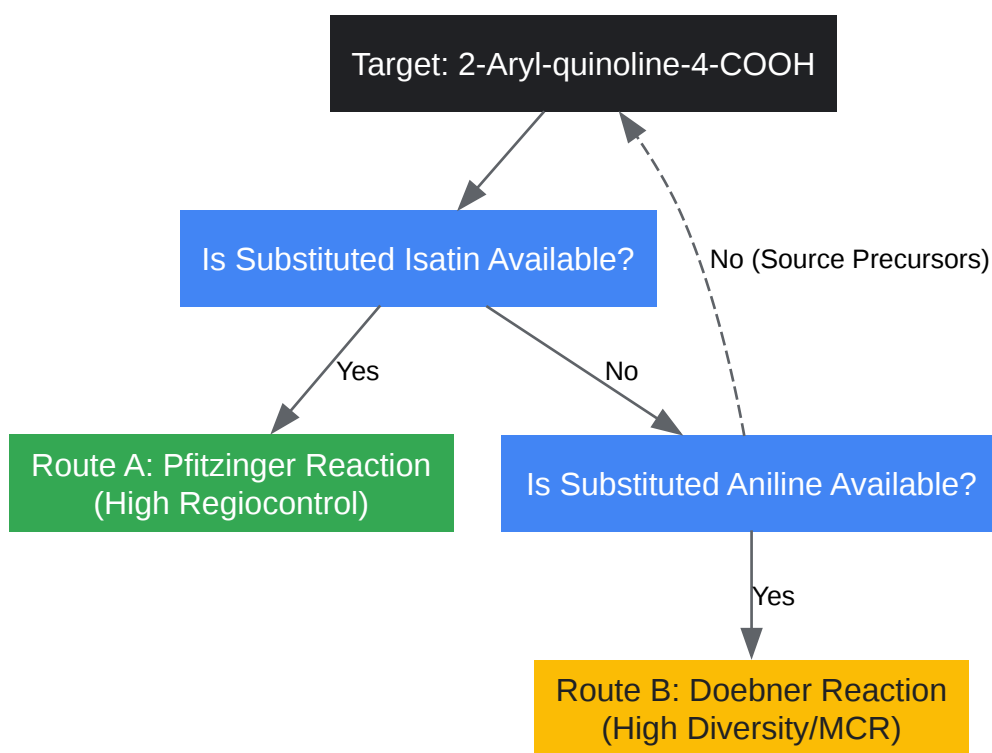 Target: 2-Aryl-quinoline-4-COOH
Is Substituted Isatin Available?
No (Source Precursors)
Yes
No
Route A: Pfitzinger Reaction
(High Regiocontrol)
Is Substituted Aniline Available?
Yes
Route B: Doebner Reaction
(High Diversity/MCR)